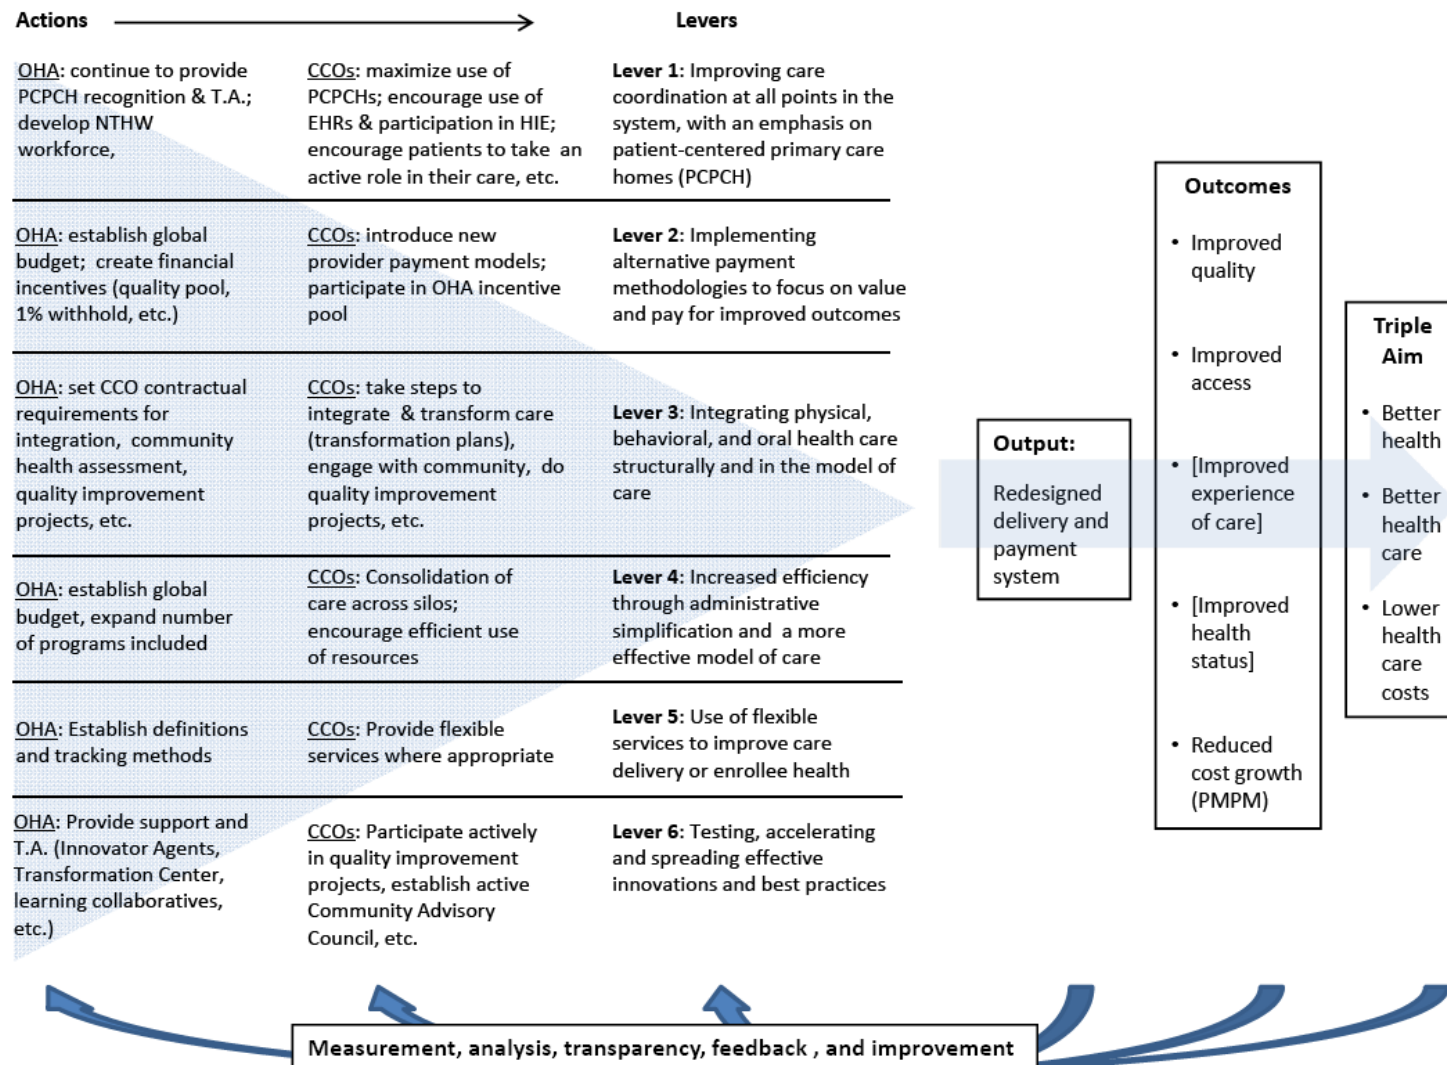 Actions
Levers
OHA: continue to provide
PCPCH recognition & T.A.;
develop NTHW
workforce,
CCOs: maximize use of
PCPCHs; encourage use of
EHRs & participation in HIE;
encourage patients to take an
active role in their care, etc.
Lever 1: Improving care
coordination at all points in the
system, with an emphasis on
patient-centered primary care
homes (PCPCH)
OHA: establish global
budget; create financial
incentives (quality pool,
1% withhold, etc.)
CCOs: introduce new
provider payment models;
participate in OHA incentive
pool
Lever 2: Implementing
alternative payment
methodologies to focus on value
and pay for improved outcomes
OHA: set CCO contractual
requirements for
integration, community
health assessment,
quality improvement
projects, etc.
CCOs: take steps to
integrate & transform care
(transformation plans),
engage with community, do
quality improvement
projects, etc.
Lever 3: Integrating physical,
behavioral, and oral health care
structurally and in the model of
care
OHA: establish global
budget, expand number
of programs included
CCOs: Consolidation of
care across silos;
encourage efficient use
of resources
Lever 4: Increased efficiency
through administrative
simplification and a more
effective model of care
OHA: Establish definitions
and tracking methods
CCOs: Provide flexible
services where appropriate
Lever 5: Use of flexible
services to improve care
delivery or enrollee health
OHA: Provide support and
T.A. (Innovator Agents,
Transformation Center,
learning collaboratives,
etc.)
CCOs: Participate actively
in quality improvement
projects, establish active
Community Advisory
Council, etc.
Lever 6: Testing, accelerating
and spreading effective
innovations and best practices
Output:
Redesigned
delivery and
payment
system
Outcomes
• Improved
quality
• Improved
access
• [Improved
experience
of care]
• [Improved
health
status]
• Reduced
cost growth
(PMPM)
Triple
Aim
• Better
health
• Better
health
care
• Lower
health
care
costs
Measurement, analysis, transparency, feedback , and improvement